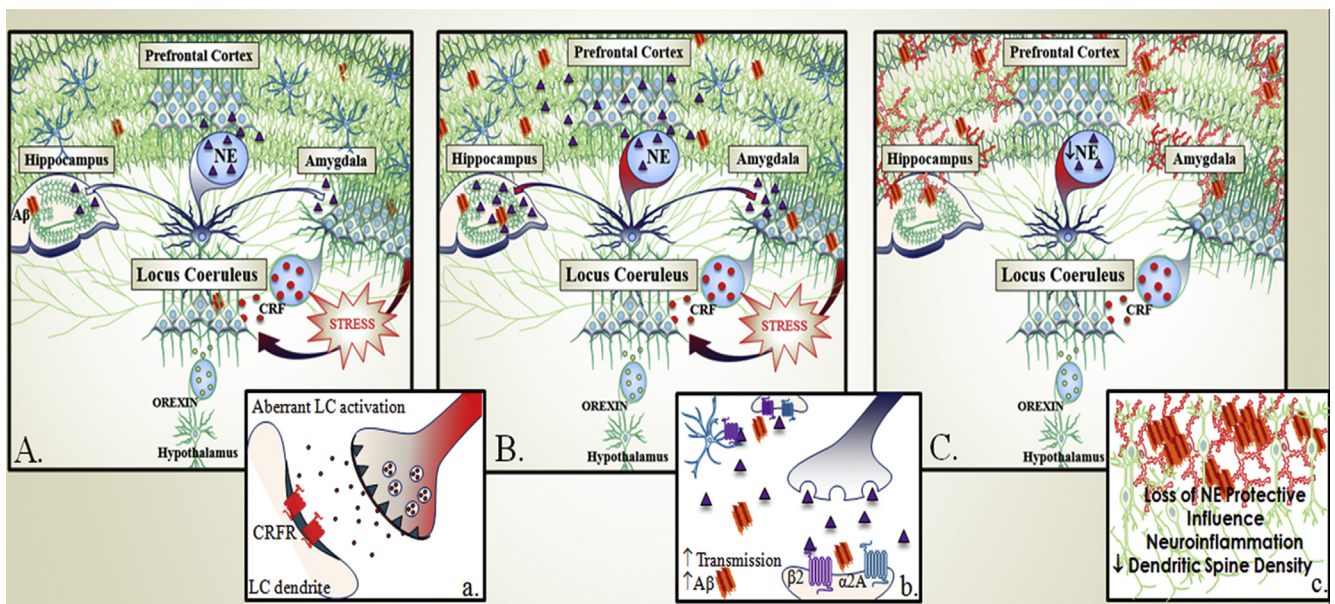 Prefrontal Cortex
NE
Hippocampus
Amygdala
Aβ
Locus Coeruleus
CRF
STRESS
OREXIN
Hypothalamus
A.
Aberrant LC activation
CRFR
LC dendrite
a.
Prefrontal Cortex
NE
Hippocampus
Amygdala
Locus Coeruleus
CRF
STRESS
OREXIN
Hypothalamus
B.
↑ Transmission
↑ Aβ
β2
α2A
b.
Prefrontal Cortex
↓NE
Hippocampus
Amygdala
Locus Coeruleus
CRF
OREXIN
Hypothalamus
C.
Loss of NE Protective
Influence
Neuroinflammation
↓ Dendritic Spine Density
c.